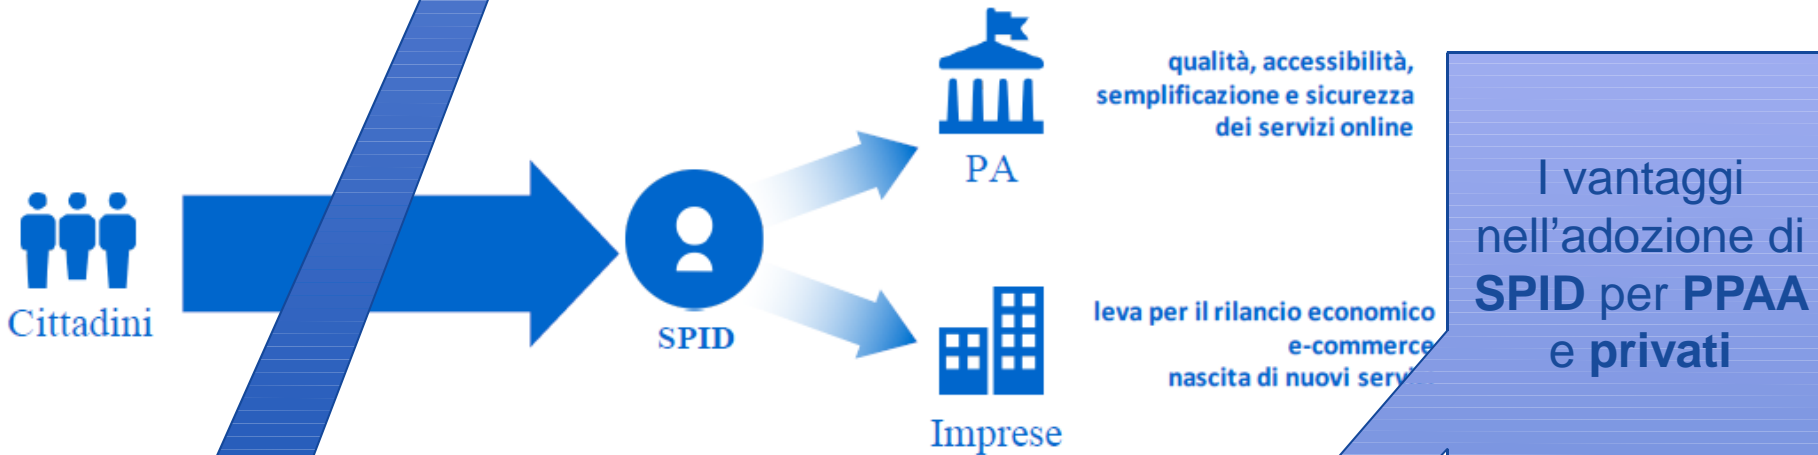 Cittadini
SPID
PA
qualità, accessibilità,
semplificazione e sicurezza
dei servizi online
Imprese
leva per il rilancio economico
e-commerce
nascita di nuovi
I vantaggi
nell'adozione di
SPID per PPAA
e privati